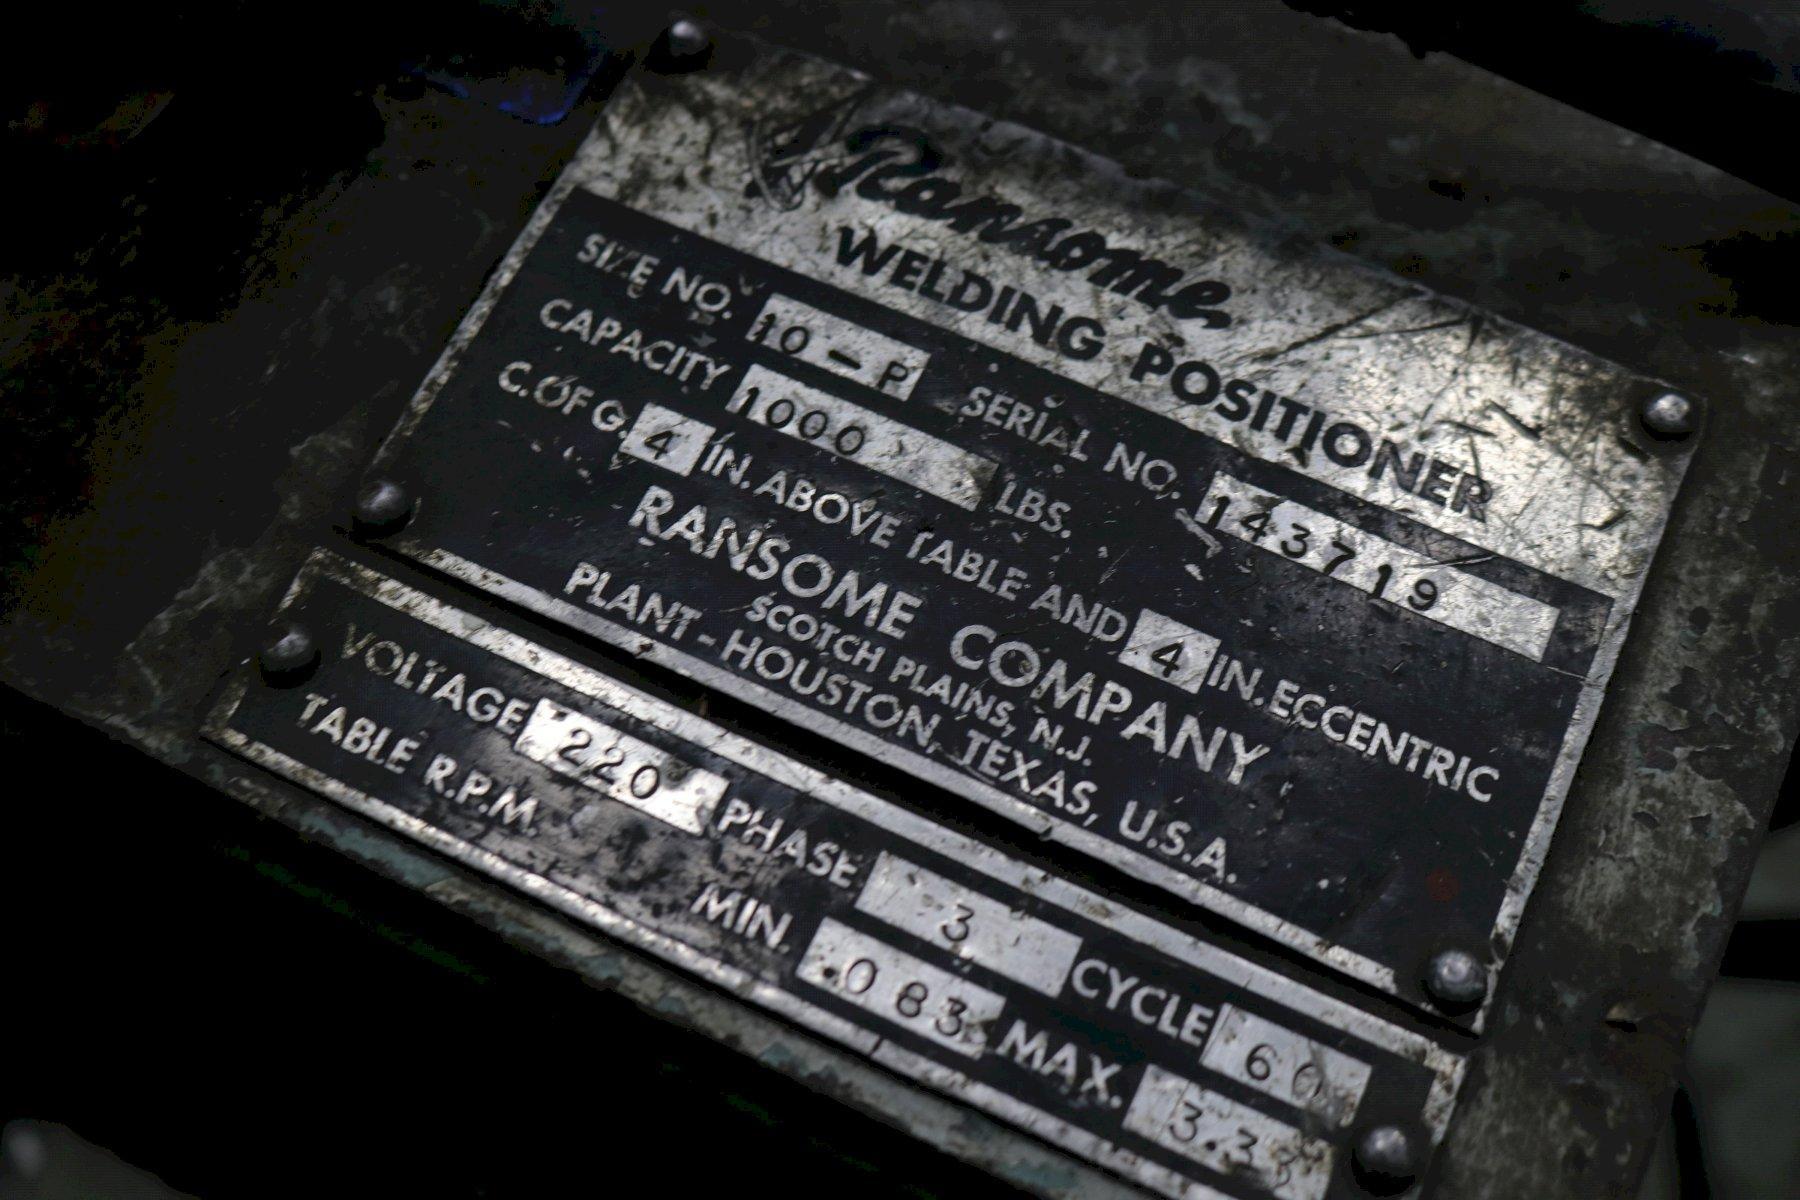 Ransome
WELDING POSITIONER
SIZE NO. 10-P SERIAL NO. 143719
CAPACITY 1000 LBS.
C. OF G. 4 IN. ABOVE TABLE AND 4 IN. ECCENTRIC
RANSOME COMPANY
SCOTCH PLAINS, N.J.
PLANT - HOUSTON, TEXAS, U.S.A.
VOLTAGE 220 PHASE 3 CYCLE 60
TABLE R.P.M. MIN. .083 MAX. 3.33